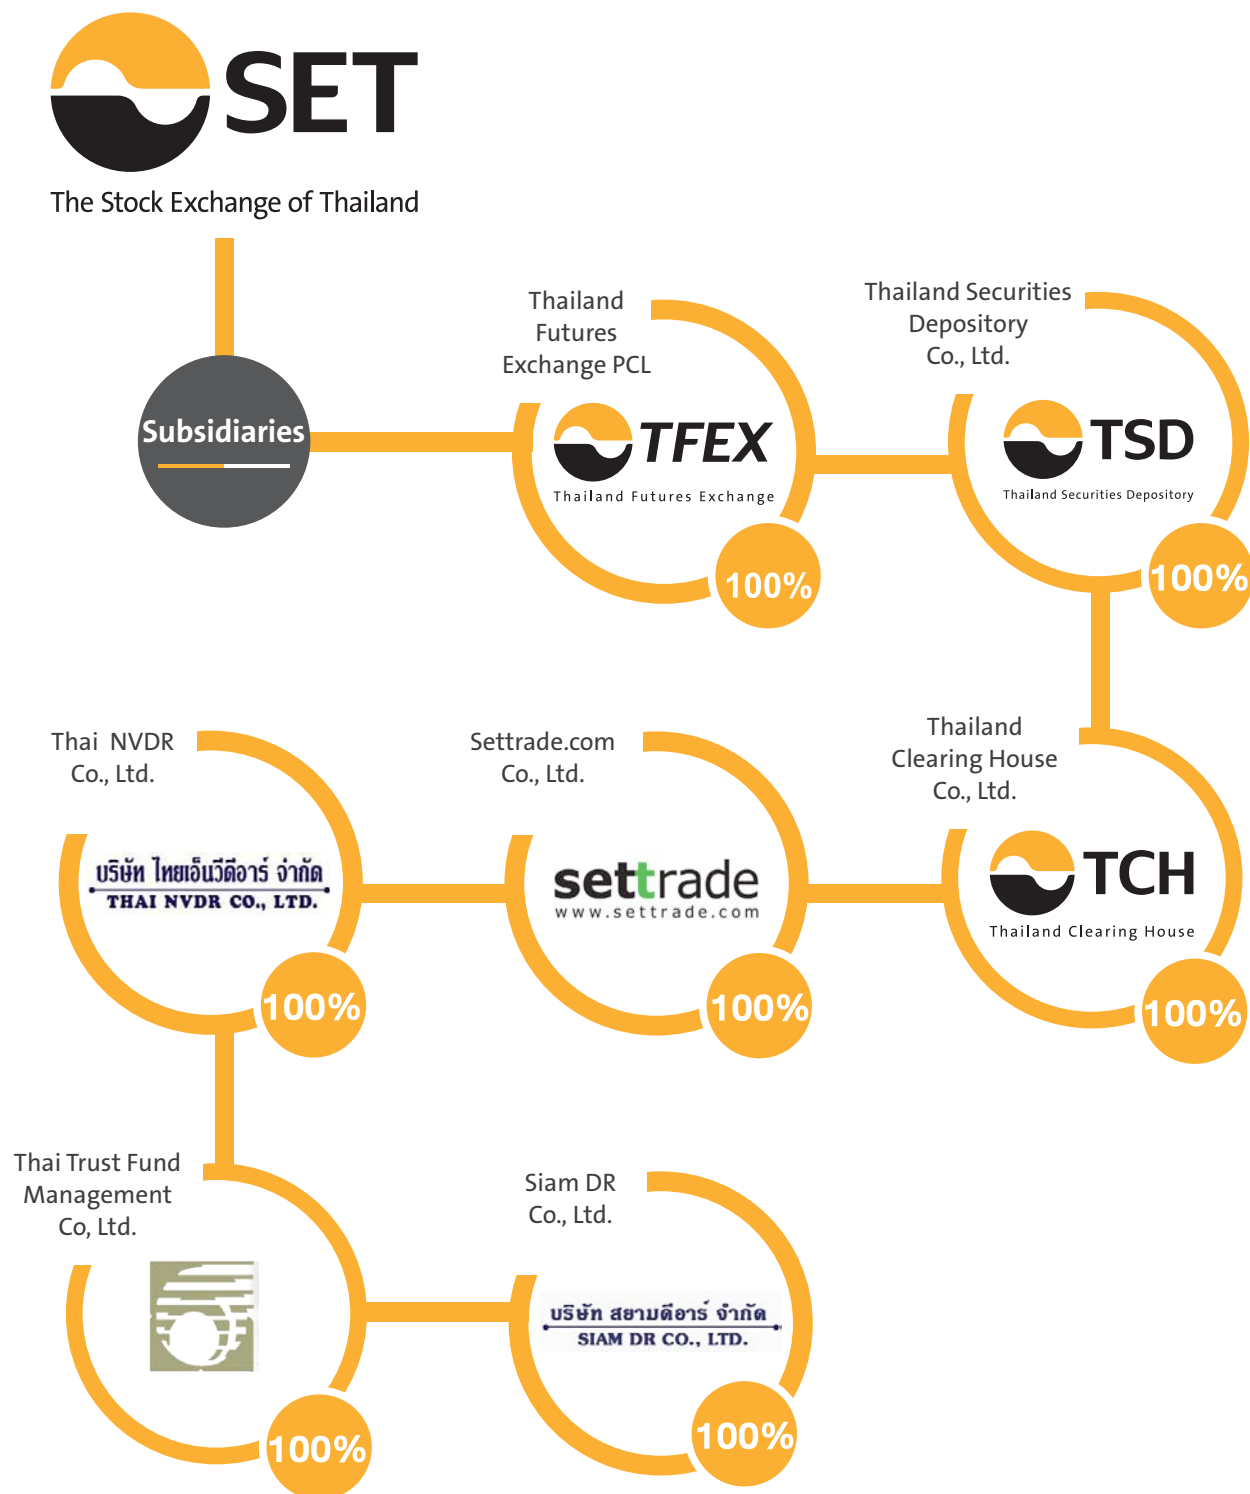 SET
The Stock Exchange of Thailand
Subsidiaries
Thailand
Futures
Exchange PCL
TFEX
Thailand Futures Exchange
100%
Thailand Securities
Depository
Co., Ltd.
TSD
Thailand Securities Depository
100%
Thailand
Clearing House
Co., Ltd.
TCH
Thailand Clearing House
100%
Settrade.com
Co., Ltd.
settrade
www.settrade.com
100%
Thai NVDR
Co., Ltd.
บริษัท ไทยเอ็นวีดีอาร์ จำกัด
THAI NVDR CO., LTD.
100%
Thai Trust Fund
Management
Co, Ltd.
100%
Siam DR
Co., Ltd.
บริษัท สยามดีอาร์ จำกัด
SIAM DR CO., LTD.
100%